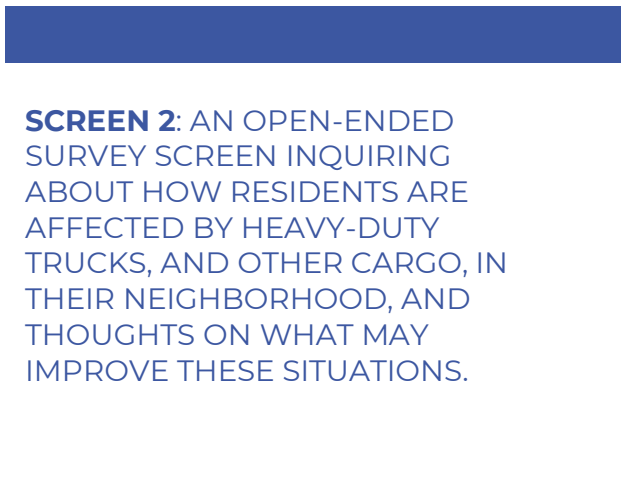 SCREEN 2: AN OPEN-ENDED
SURVEY SCREEN INQUIRING
ABOUT HOW RESIDENTS ARE
AFFECTED BY HEAVY-DUTY
TRUCKS, AND OTHER CARGO, IN
THEIR NEIGHBORHOOD, AND
THOUGHTS ON WHAT MAY
IMPROVE THESE SITUATIONS.